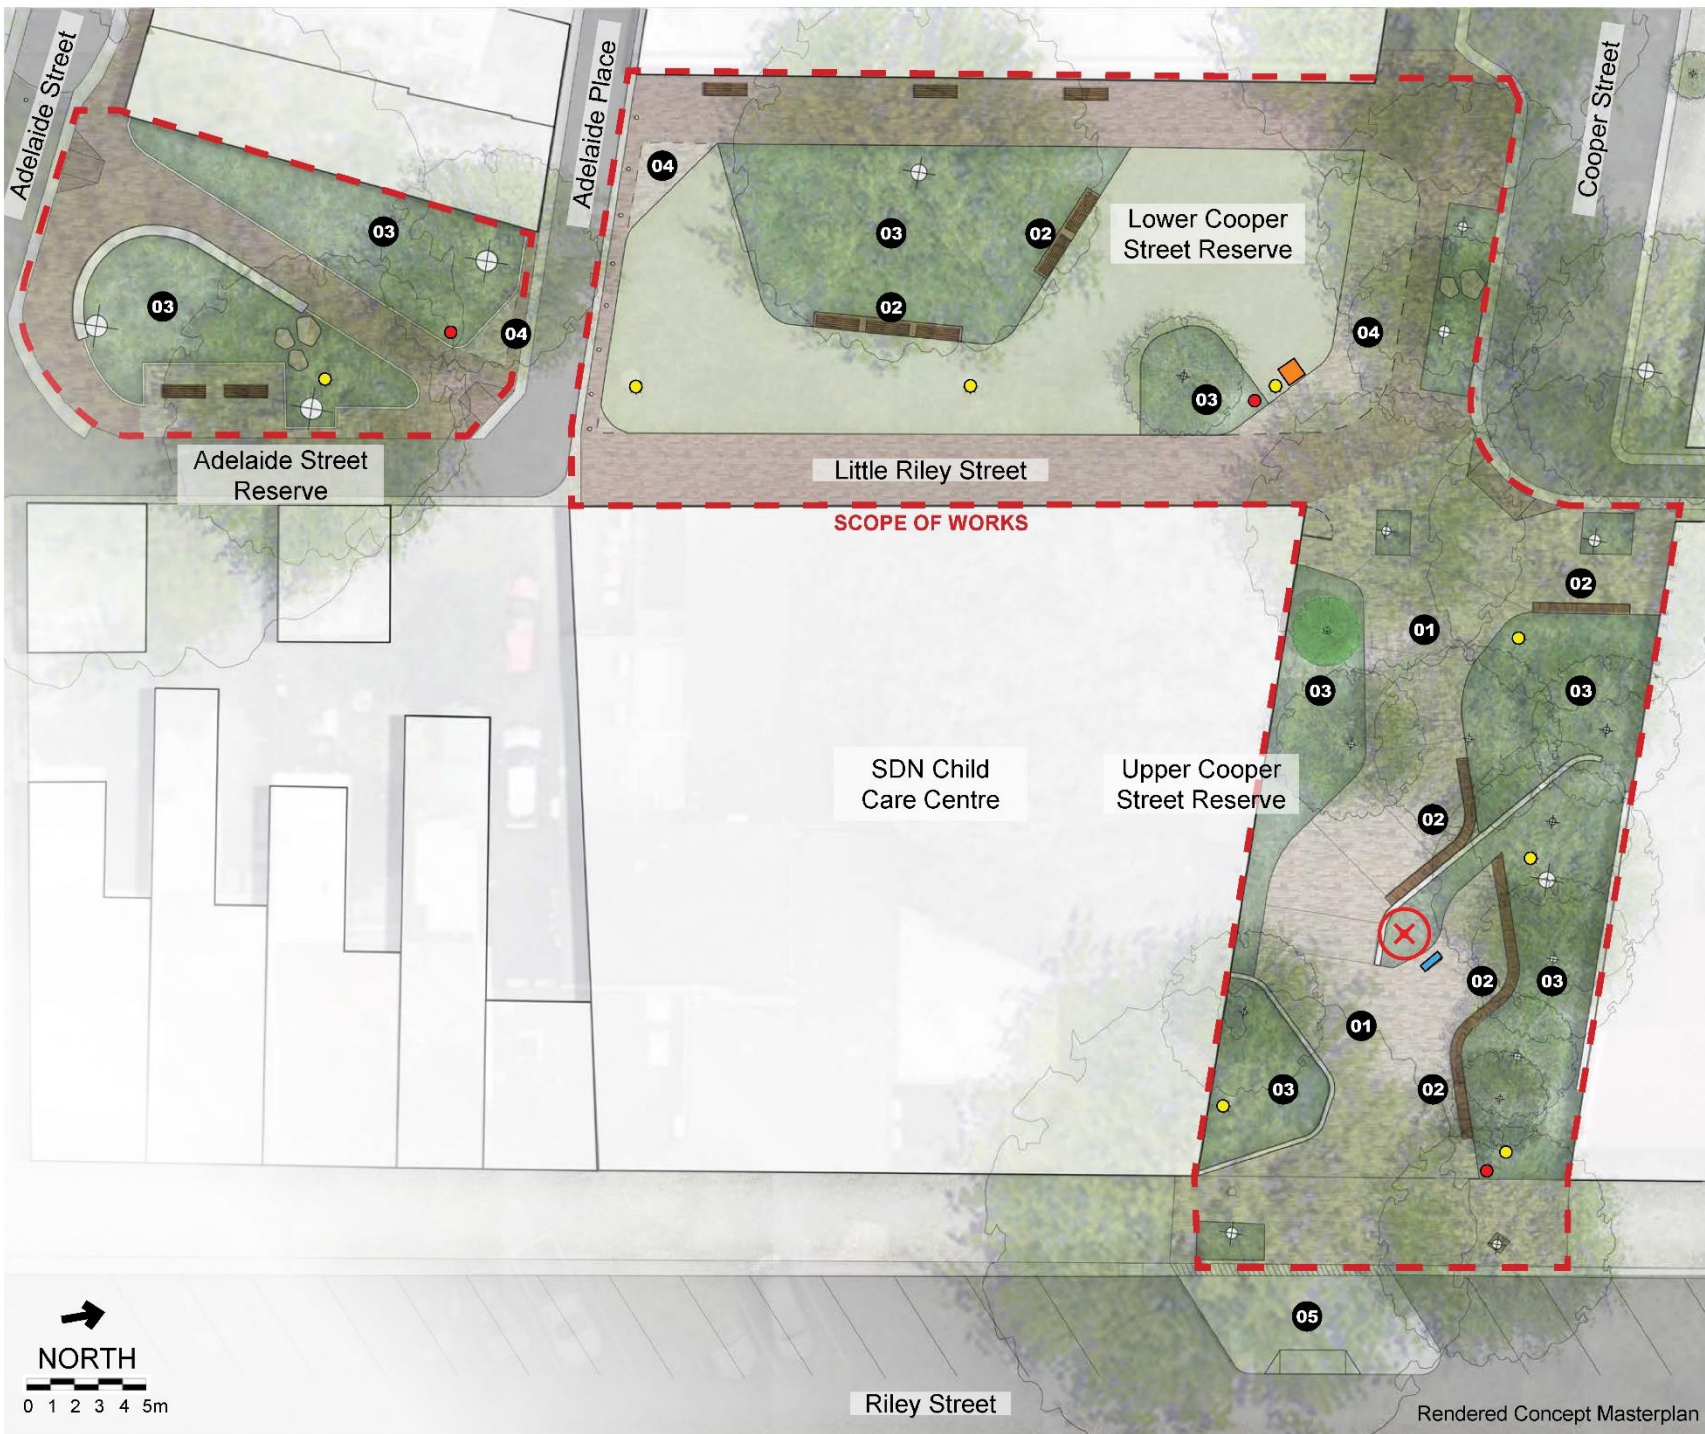 Adelaide Street
Adelaide Place
Cooper Street
04
03
03
02
Lower Cooper
Street Reserve
03
02
04
04
03
Adelaide Street
Reserve
Little Riley Street
SCOPE OF WORKS
02
01
03
03
SDN Child
Care Centre
Upper Cooper
Street Reserve
02
02
03
01
03
02
05
NORTH
0 1 2 3 4 5m
Riley Street
Rendered Concept Masterplan